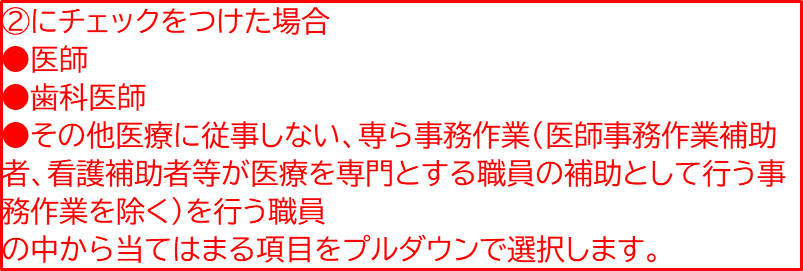 ②にチェックをつけた場合
●医師
●歯科医師
●その他医療に従事しない、専ら事務作業(医師事務作業補助
者、看護補助者等が医療を専門とする職員の補助として行う事
務作業を除く)を行う職員
の中から当てはまる項目をプルダウンで選択します。